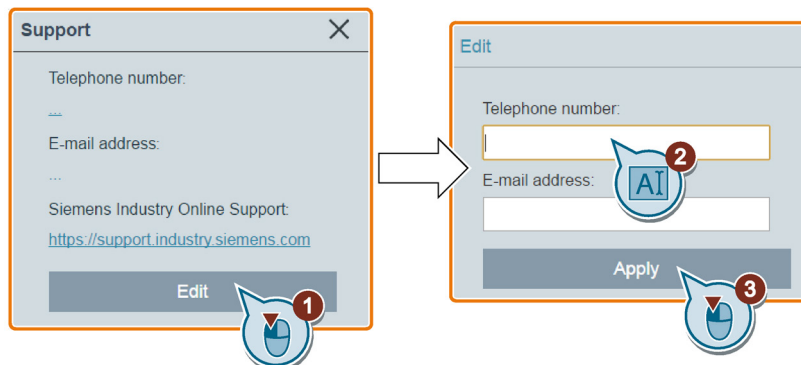 Support
Telephone number:
...
E-mail address:
...
Siemens Industry Online Support:
https://support.industry.siemens.com
Edit
1
Edit
Telephone number:
2
AI
E-mail address:
Apply
3